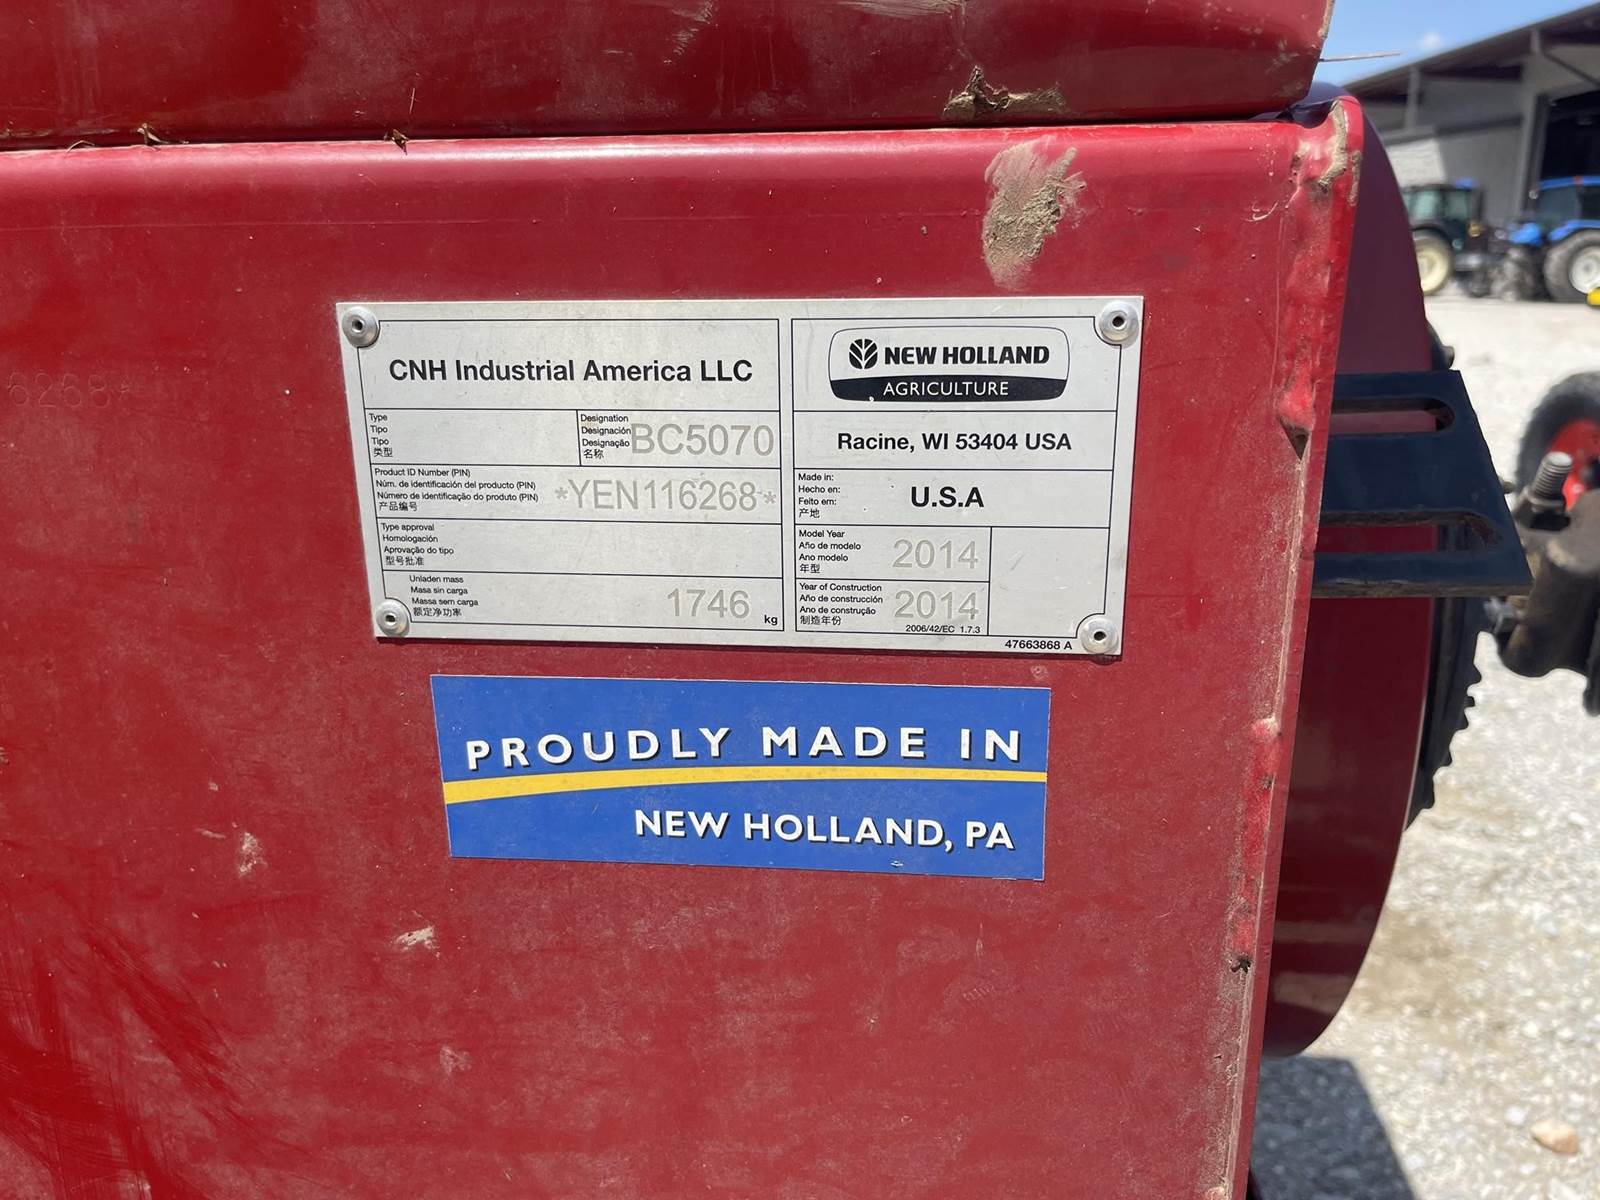 CNH Industrial America LLC
Type
Tipo
Tipo
类型
Designation
Designación
Designação
名称
BC5070
Product ID Number (PIN)
Núm. de identificación del producto (PIN)
Número de identificação do produto (PIN)
产品编号
*YEN116268*
Type approval
Homologación
Aprovação do tipo
型号批准
Unladen mass
Masa sin carga
Massa sem carga
额定净功率
1746 kg
NEW HOLLAND
AGRICULTURE
Racine, WI 53404 USA
Made in:
Hecho en:
Feito em:
产地
U.S.A
Model Year
Año de modelo
Ano modelo
年型
2014
Year of Construction
Año de construcción
Ano de construção
制造年份
2014
2006/42/EC 1.7.3
47663868 A
6268*
PROUDLY MADE IN
NEW HOLLAND, PA